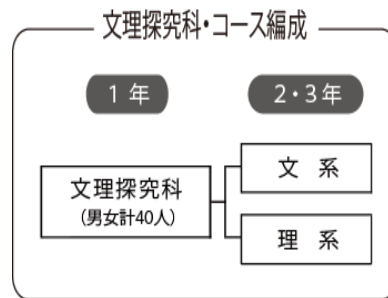 文理探究科・コース編成
1年
2・3年
文理探究科
(男女計40人)
文系
理系